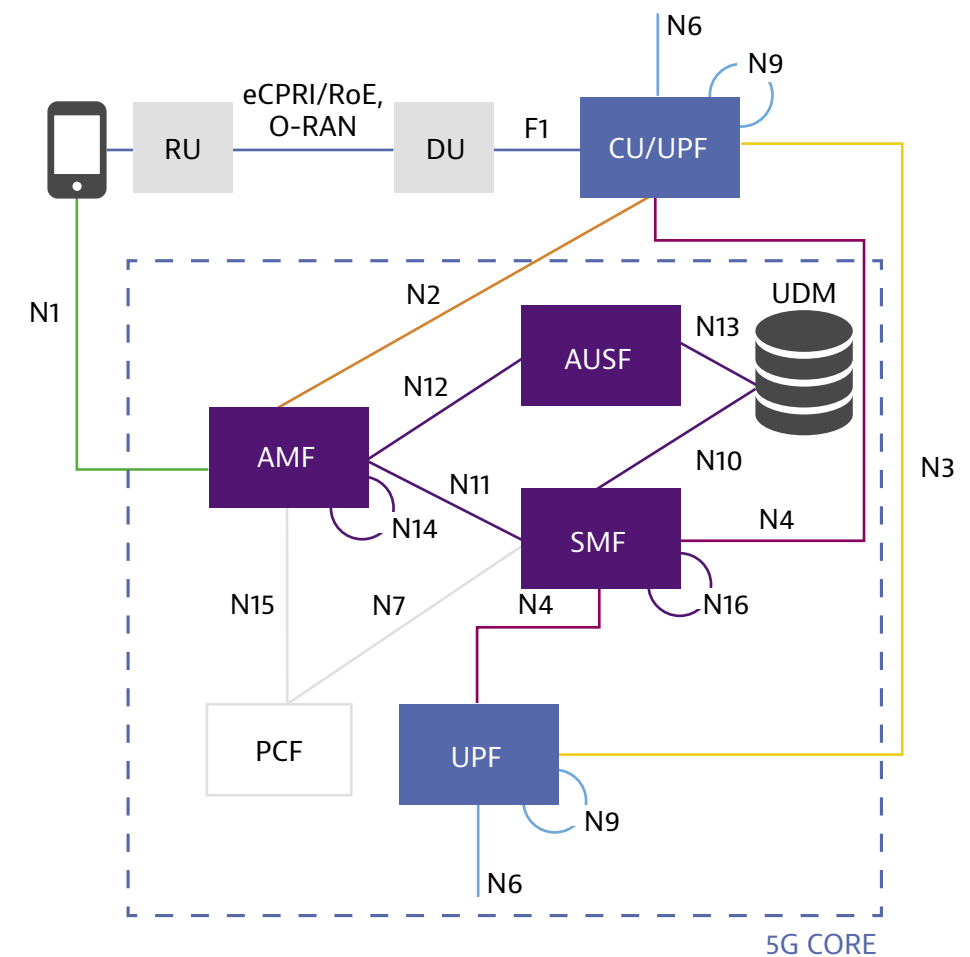 N6
N9
eCPRI/RoE,
O-RAN
RU
DU
F1
CU/UPF
N1
N2
UDM
N13
AUSF
N12
AMF
N10
N3
N11
N14
SMF
N4
N15
N7
N4
N16
PCF
UPF
N9
N6
5G CORE